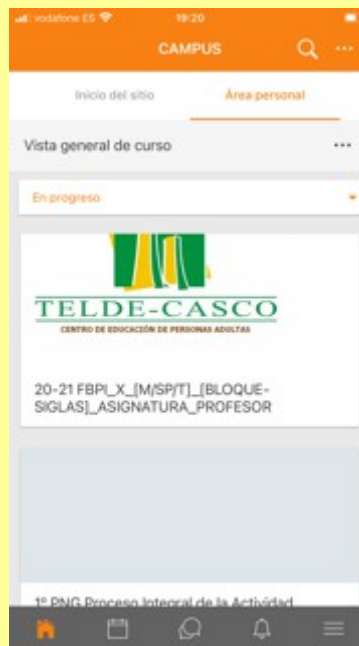 vodafone ES 19:20
CAMPUS
Inicio del sitio Área personal
Vista general de curso
En progreso
TELDE-CASCO
CENTRO DE EDUCACIÓN DE PERSONAS ADULTAS
20-21 FBPI_X_[M/SP/T]_[BLOQUE-
SIGLAS]_ASIGNATURA_PROFESOR
1º PNG Proceso Integral de la Actividad